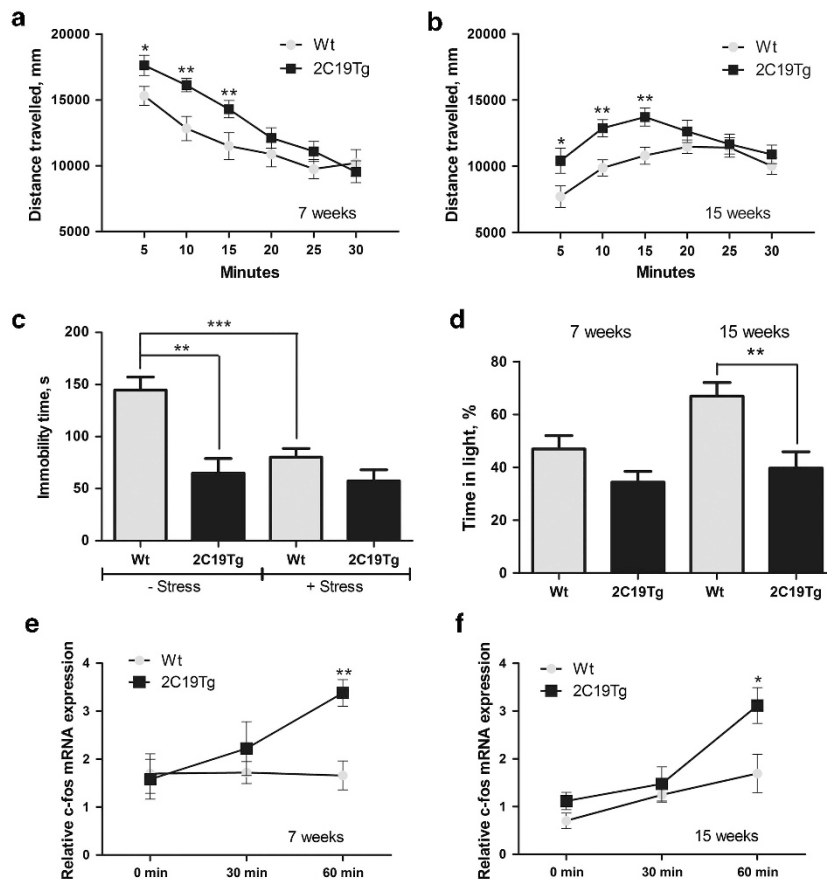 a
20000
15000
10000
5000
Distance travelled, mm
*
**
**
Wt
2C19Tg
7 weeks
5 10 15 20 25 30
Minutes
b
20000
15000
10000
5000
Distance travelled, mm
*
**
**
Wt
2C19Tg
15 weeks
5 10 15 20 25 30
Minutes
c
200
150
100
50
0
Immobility time, s
***
**
Wt 2C19Tg Wt 2C19Tg
- Stress + Stress
d
7 weeks 15 weeks
80
60
40
20
0
Time in light, %
**
Wt 2C19Tg Wt 2C19Tg
e
4
3
2
1
0
Relative c-fos mRNA expression
Wt
2C19Tg
**
7 weeks
0 min 30 min 60 min
f
4
3
2
1
0
Relative c-fos mRNA expression
Wt
2C19Tg
*
15 weeks
0 min 30 min 60 min